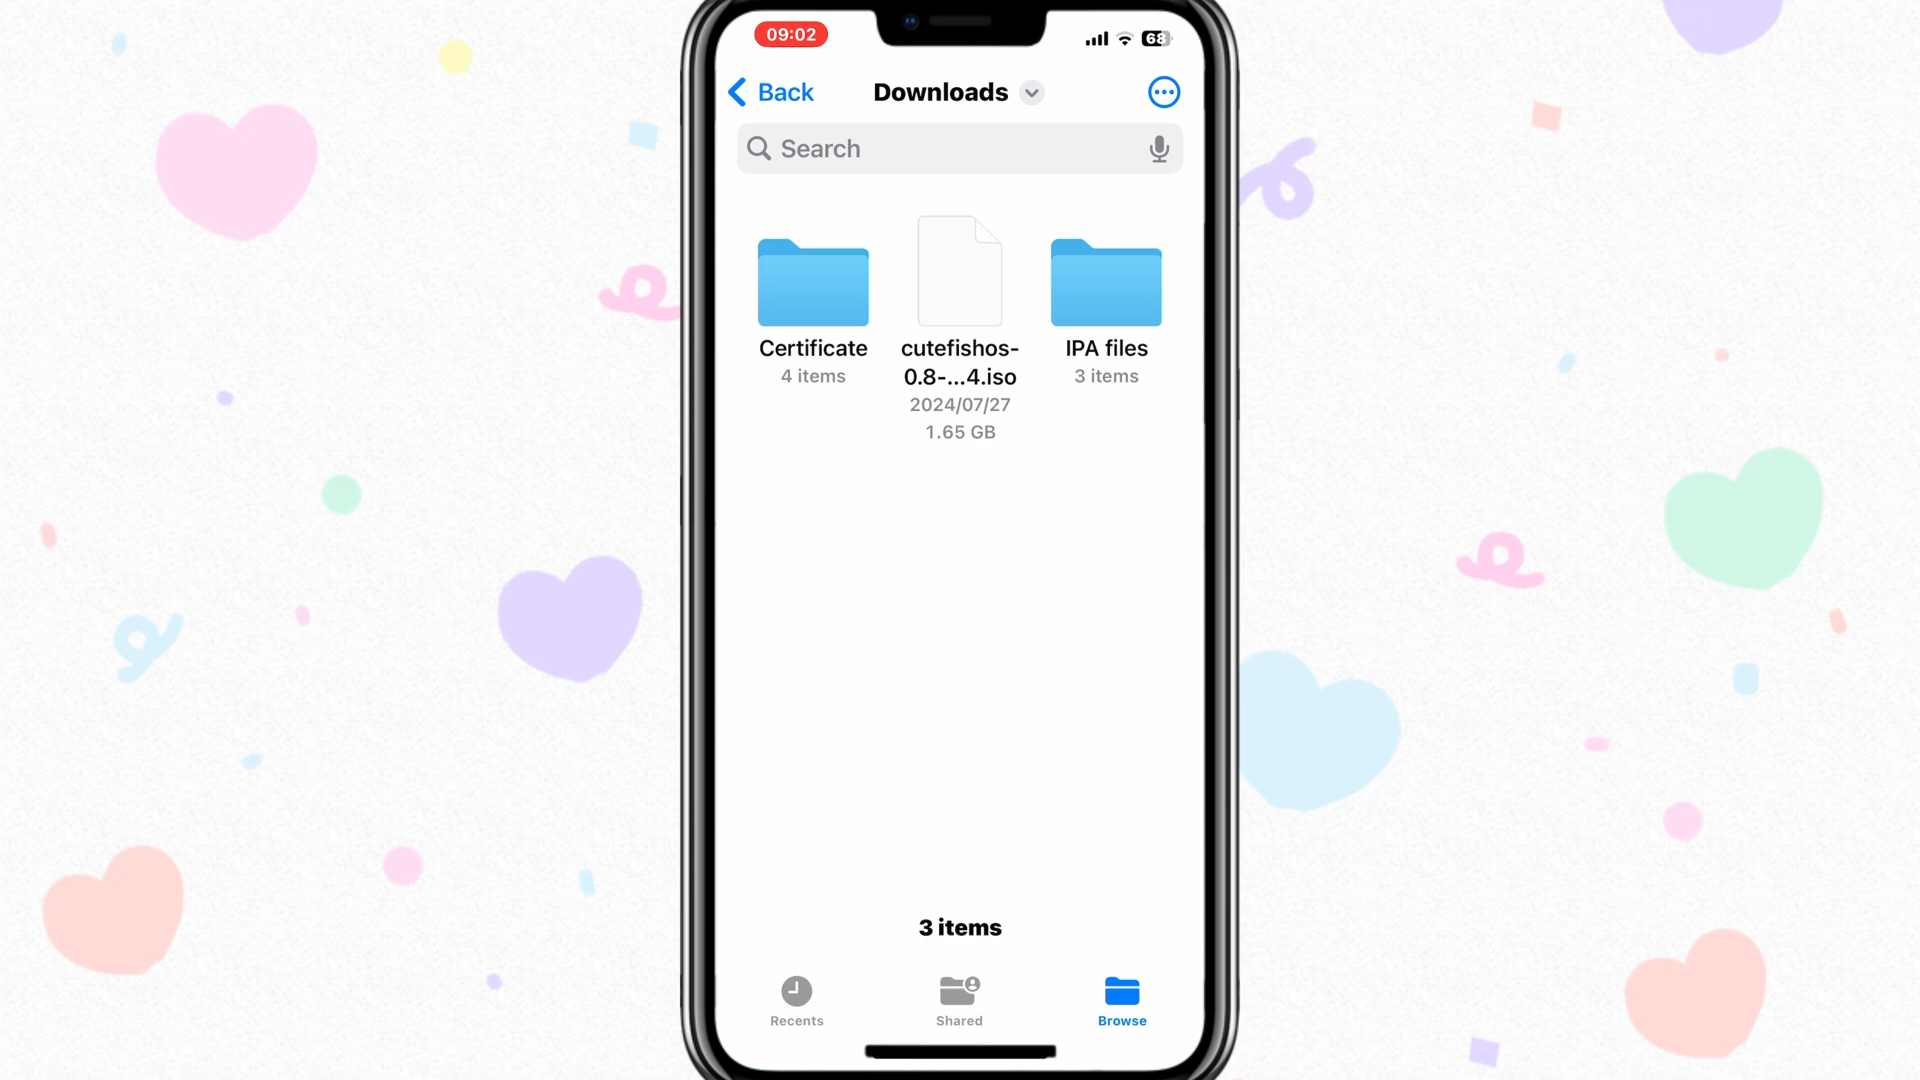 09:02
68
Back
Downloads
Search
Certificate
4 items
cutefishos-
0.8-...4.iso
2024/07/27
1.65 GB
IPA files
3 items
3 items
Recents
Shared
Browse